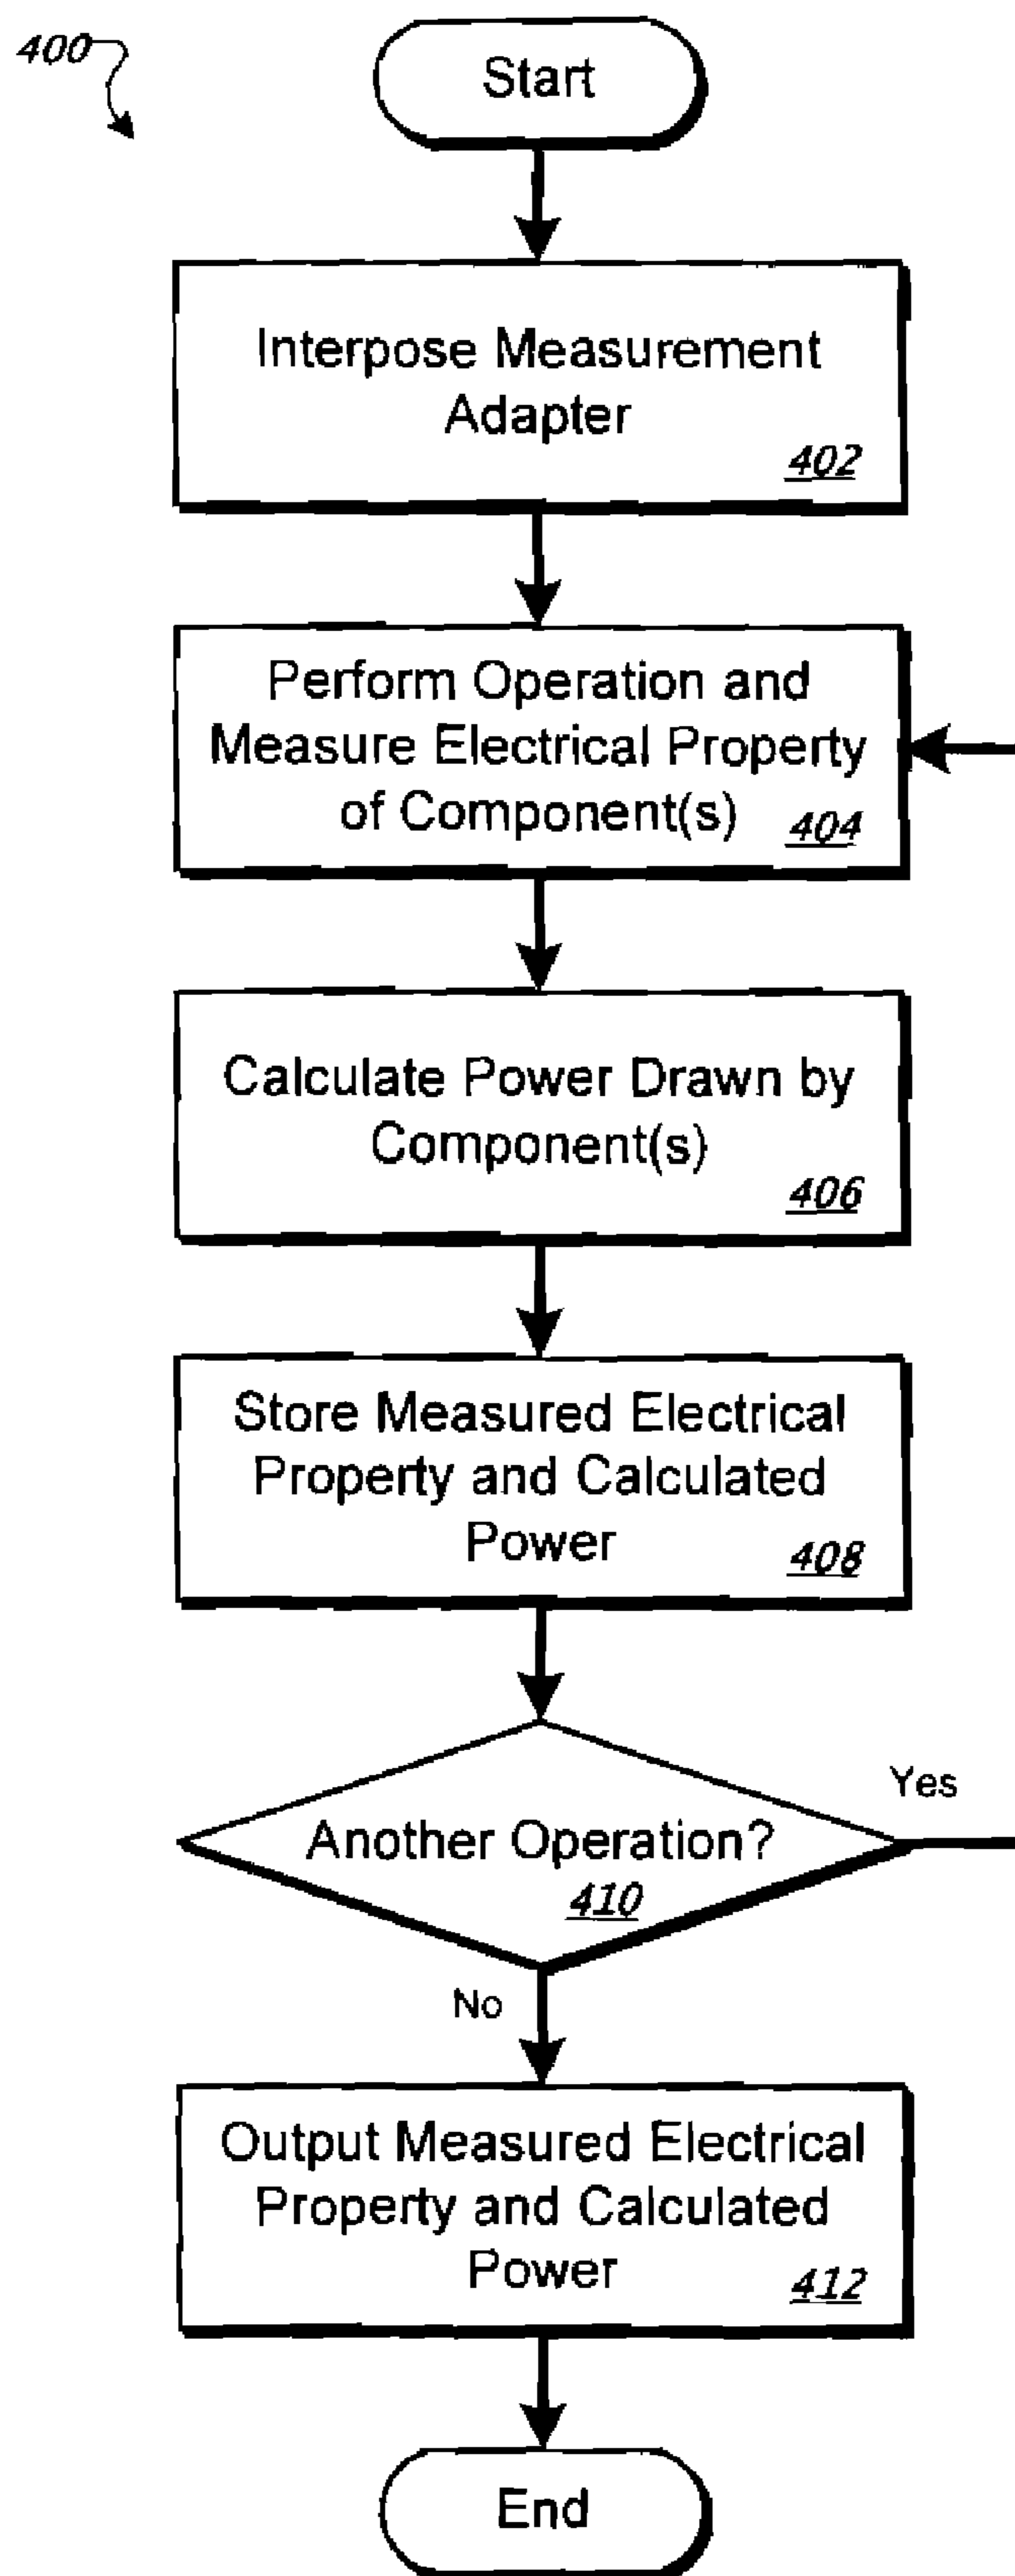 400
Start
Interpose Measurement
Adapter
402
Perform Operation and
Measure Electrical Property
of Component(s)
404
Calculate Power Drawn by
Component(s)
406
Store Measured Electrical
Property and Calculated
Power
408
Another Operation?
410
Yes
No
Output Measured Electrical
Property and Calculated
Power
412
End